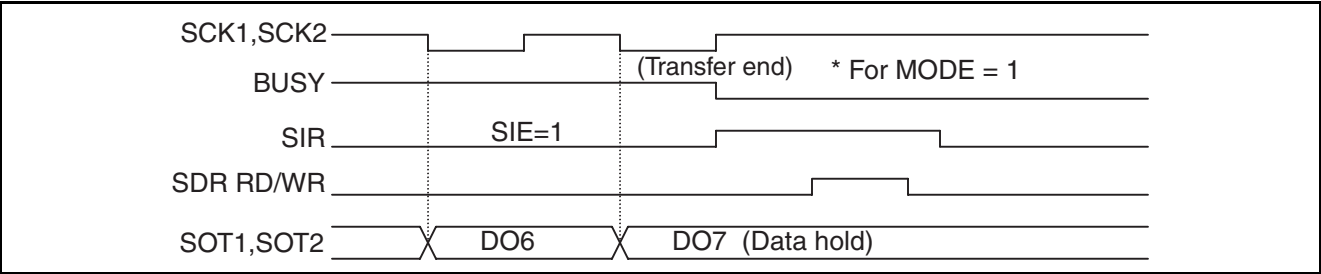 SCK1,SCK2
(Transfer end) * For MODE = 1
BUSY
SIR SIE=1
SDR RD/WR
SOT1,SOT2 DO6 DO7 (Data hold)